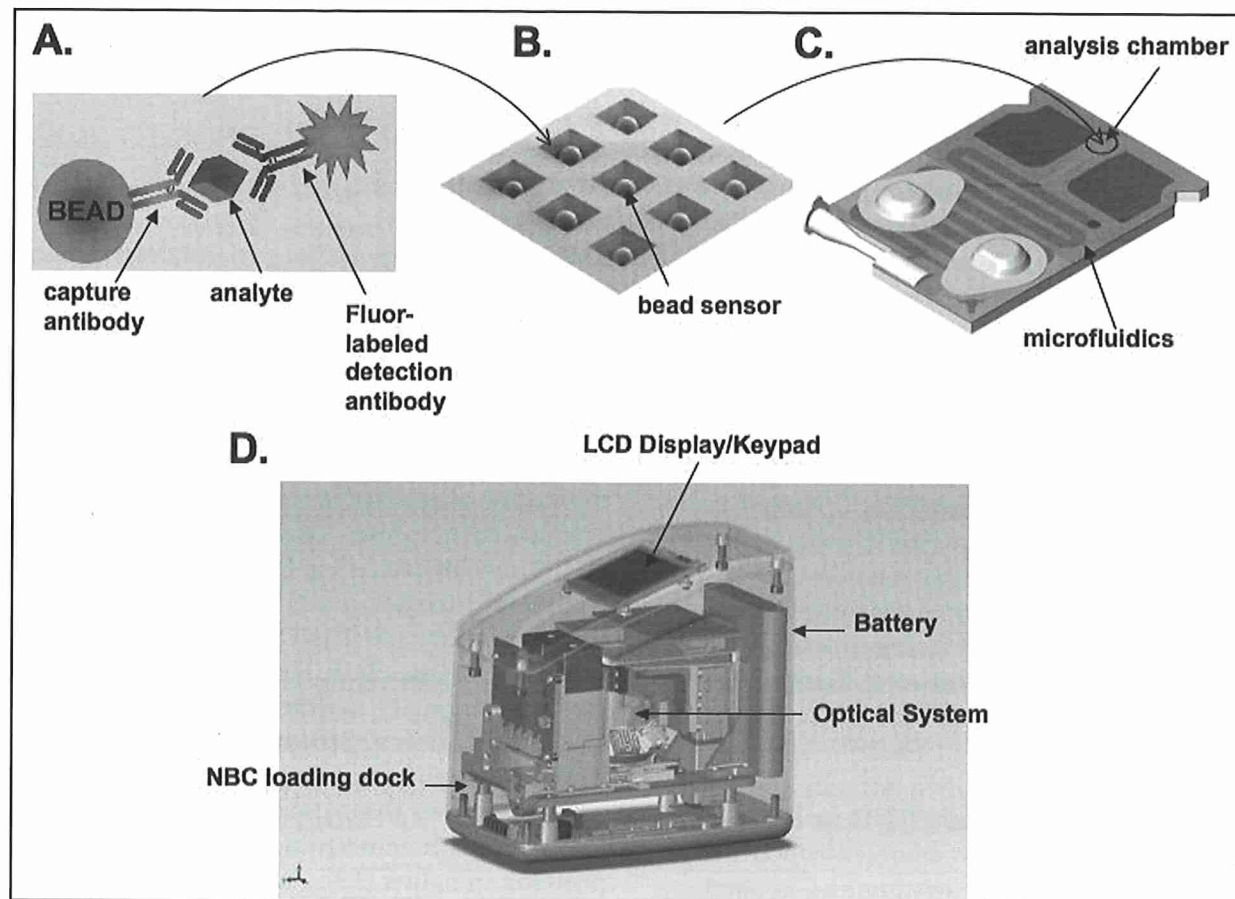 A.
B.
C.
analysis chamber
BEAD
capture
antibody
analyte
Fluor-
labeled
detection
antibody
bead sensor
microfluidics
D.
LCD Display/Keypad
Battery
Optical System
NBC loading dock